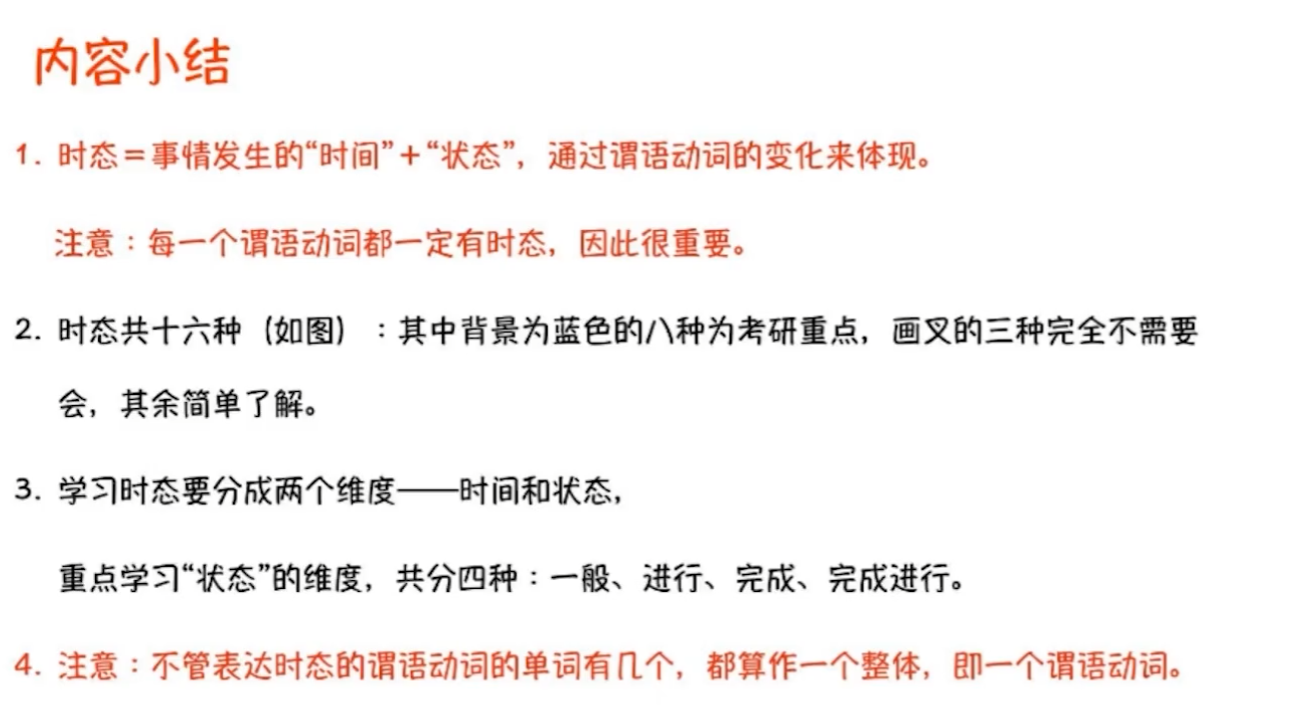 内容小结
1. 时态＝事情发生的“时间”＋“状态”，通过谓语动词的变化来体现。
注意：每一个谓语动词都一定有时态，因此很重要。
2. 时态共十六种（如图）：其中背景为蓝色的八种为考研重点，画叉的三种完全不需要
会，其余简单了解。
3. 学习时态要分成两个维度——时间和状态，
重点学习“状态”的维度，共分四种：一般、进行、完成、完成进行。
4. 注意：不管表达时态的谓语动词的单词有几个，都算作一个整体，即一个谓语动词。